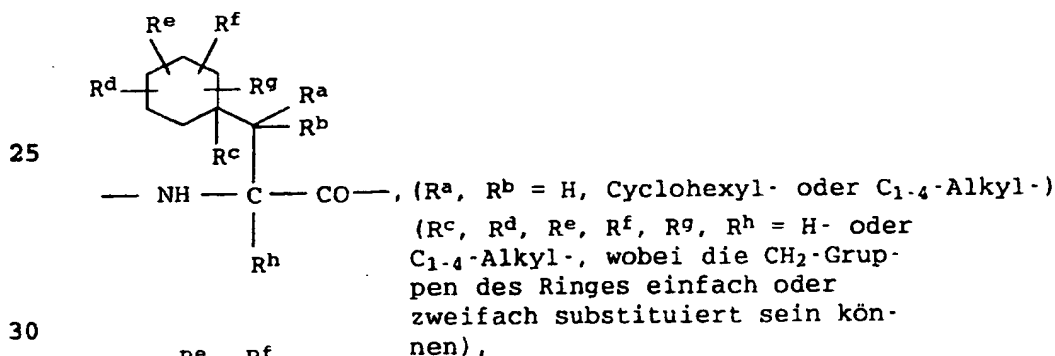 Re Rf
Rd Rg Ra
Rb
25 Rc
— NH — C — CO—, (Ra, Rb = H, Cyclohexyl- oder C1-4-Alkyl-)
(Rc, Rd, Re, Rf, Rg, Rh = H- oder
Rh C1-4-Alkyl-, wobei die CH2-Grup-
pen des Ringes einfach oder
30 zweifach substituiert sein kön-
Re Rf nen),